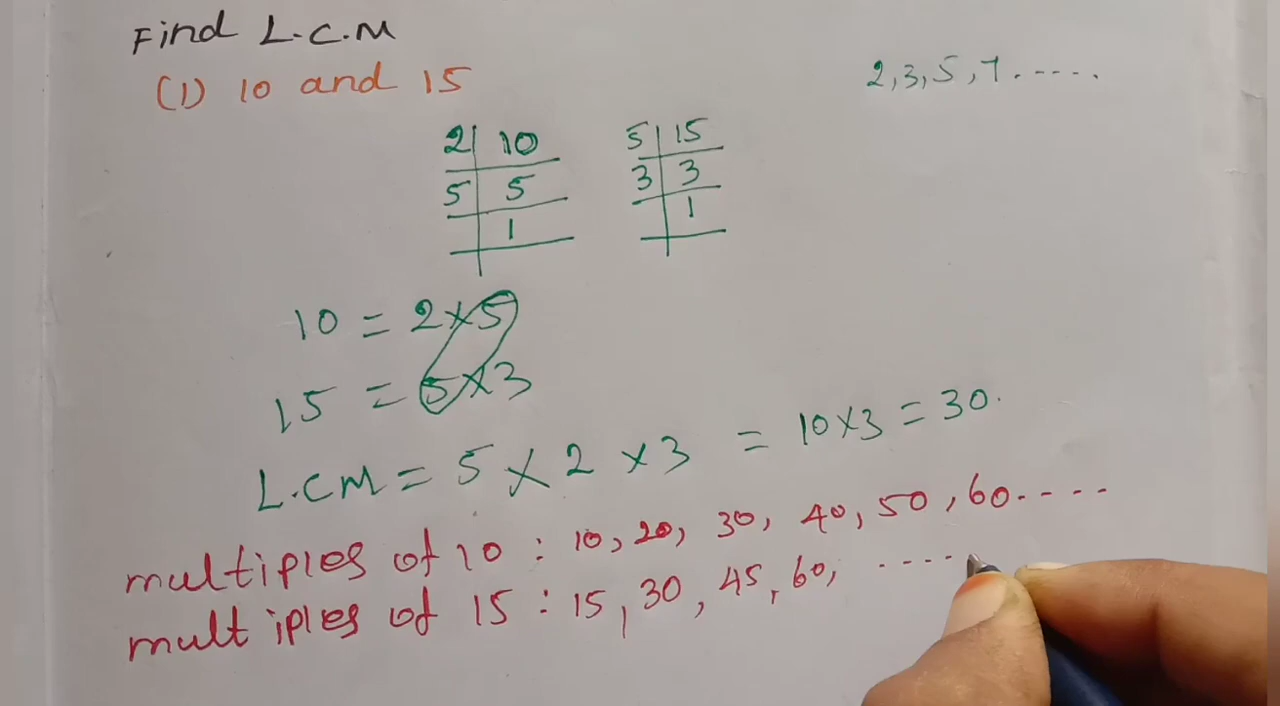 Find L.C.M
(1) 10 and 15
2,3,5,7.-----.
2 10 5 15
5 5 3 3
1 1
10 = 2×5
15 = 5×3
L.CM = 5 × 2 × 3 = 10×3 = 30.
multiples of 10 : 10, 20, 30, 40, 50, 60.----
multiples of 15 : 15, 30, 45, 60, -----